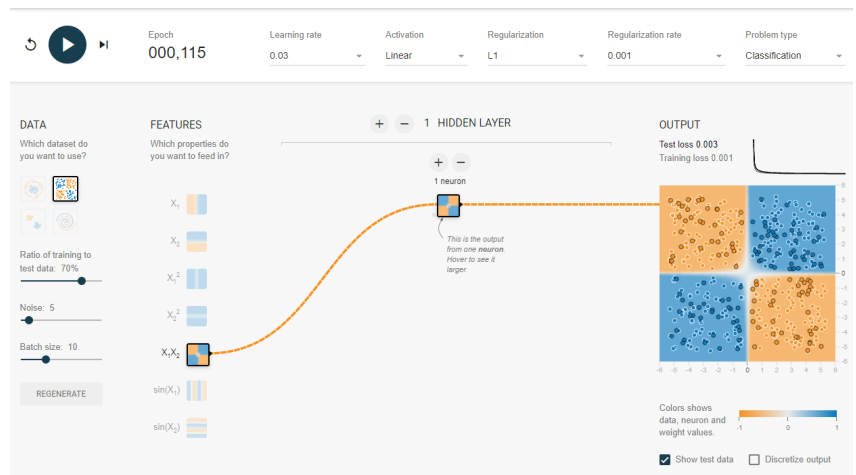 Epoch
000,115
Learning rate
0.03
Activation
Linear
Regularization
L1
Regularization rate
0.001
Problem type
Classification
DATA
Which dataset do
you want to use?
Ratio of training to
test data: 70%
Noise: 5
Batch size: 10
REGENERATE
FEATURES
Which properties do
you want to feed in?
X₁
X₂
X₁²
X₂²
X₁X₂
sin(X₁)
sin(X₂)
+ − 1 HIDDEN LAYER
+ −
1 neuron
This is the output
from one neuron.
Hover to see it
larger.
OUTPUT
Test loss 0.003
Training loss 0.001
6
5
4
3
2
1
0
-1
-2
-3
-4
-5
-6
-6 -5 -4 -3 -2 -1 0 1 2 3 4 5 6
Colors shows
data, neuron and
weight values.
-1 0 1
Show test data
Discretize output